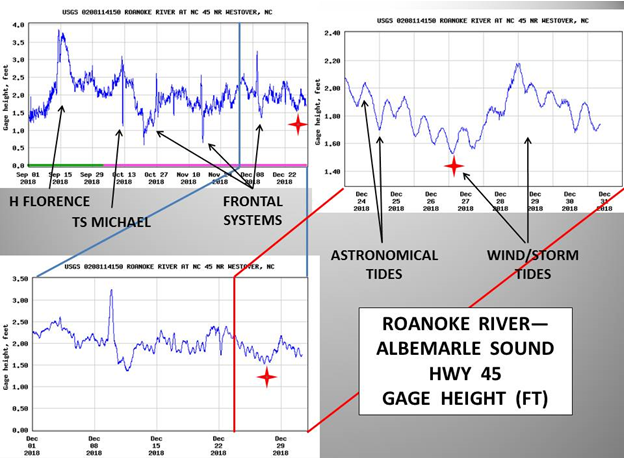 USGS 0208114150 ROANOKE RIVER AT NC 45 NR WESTOVER, NC
Gage height, feet
4.0
3.5
3.0
2.5
2.0
1.5
1.0
0.5
0.0
Sep 01 Sep 15 Sep 29 Oct 13 Oct 27 Nov 10 Nov Dec 08 Dec 22
2018 2018 2018 2018 2018 2018 2018 2018 2018
H FLORENCE
TS MICHAEL
FRONTAL
SYSTEMS
USGS 0208114150 ROANOKE RIVER AT NC 45 NR WESTOVER, NC
Gage height, feet
2.40
2.20
2.00
1.80
1.60
1.40
Dec Dec Dec Dec Dec Dec Dec Dec
24 25 26 27 28 29 30 31
2018 2018 2018 2018 2018 2018 2018 2018
ASTRONOMICAL
TIDES
WIND/STORM
TIDES
USGS 0208114150 ROANOKE RIVER AT NC 45 NR WESTOVER, NC
Gage height, feet
3.50
3.00
2.50
2.00
1.50
1.00
0.50
0.00
Dec Dec Dec Dec Dec
01 08 15 22 29
2018 2018 2018 2018 2018
ROANOKE RIVER—
ALBEMARLE SOUND
HWY 45
GAGE HEIGHT (FT)